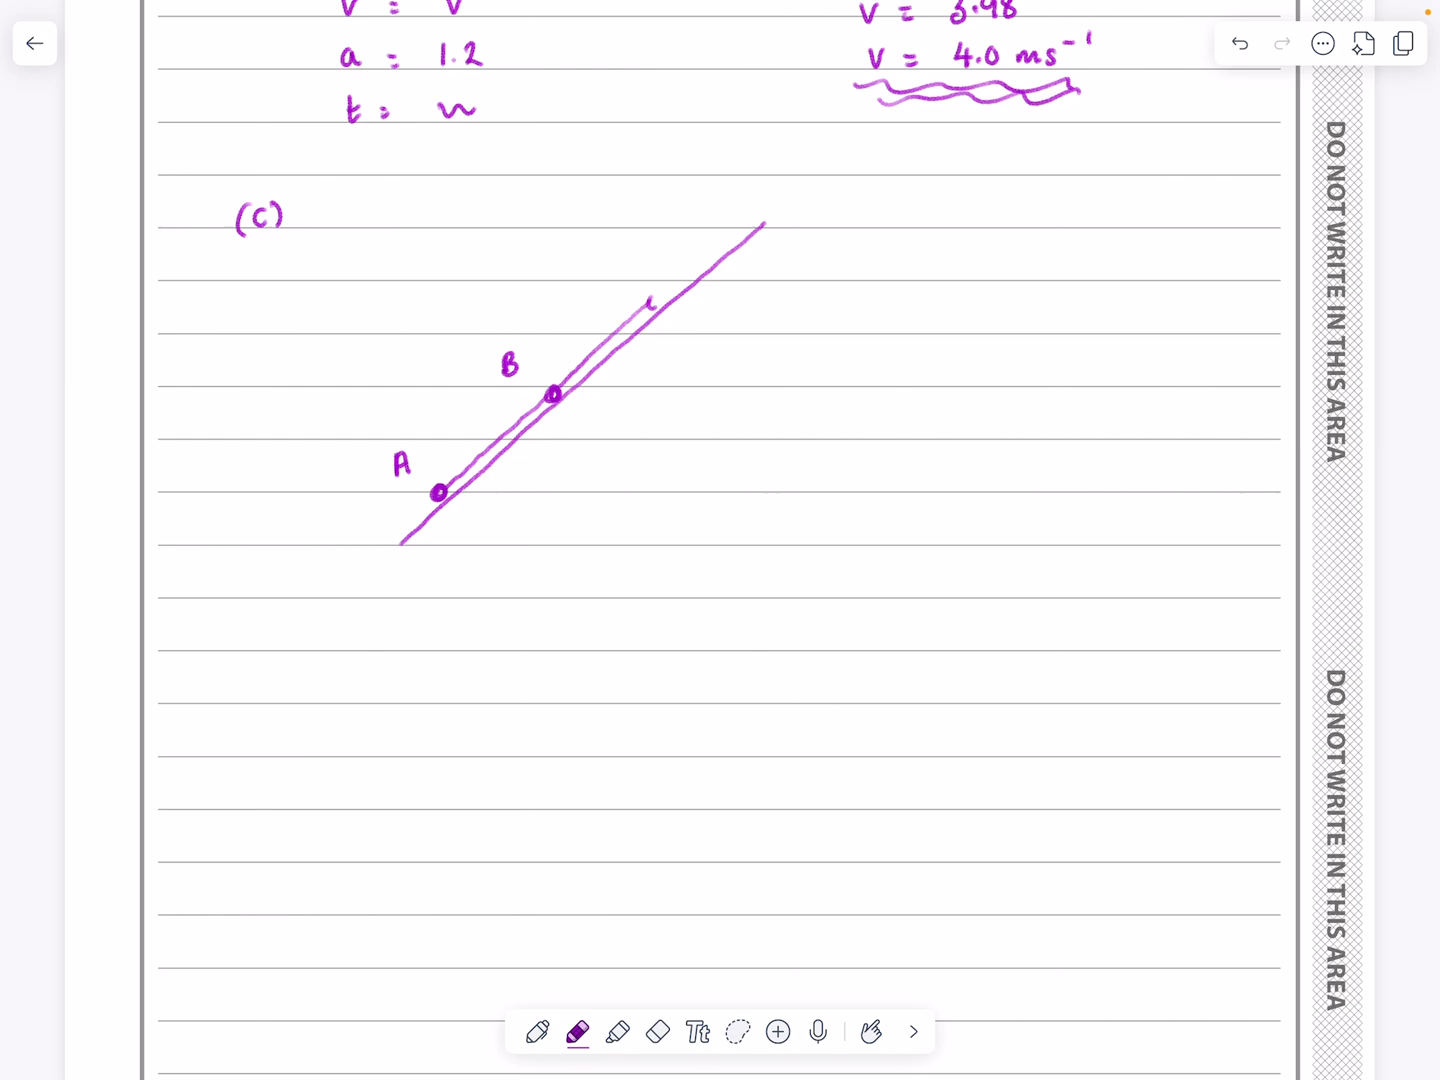 v = v
v = 3.98
a = 1.2
v = 4.0 ms⁻¹
t =
(C)
B
A
DO NOT WRITE IN THIS AREA
DO NOT WRITE IN THIS AREA
Tt